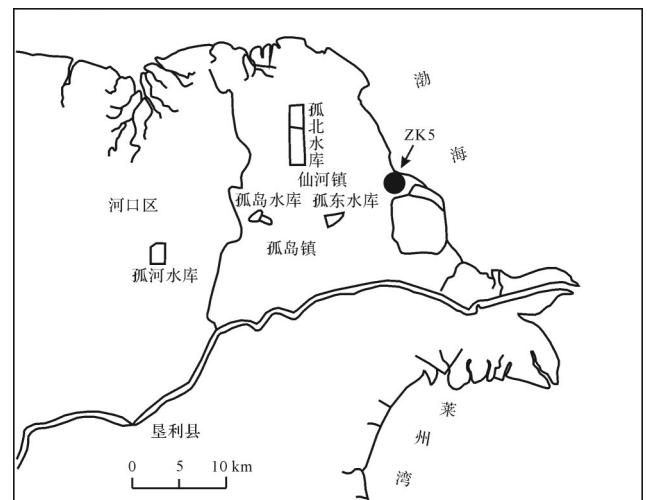 渤海
ZK5
孤北水库
仙河镇
孤岛水库
孤东水库
河口区
孤岛镇
孤河水库
莱州湾
垦利县
0 5 10 km